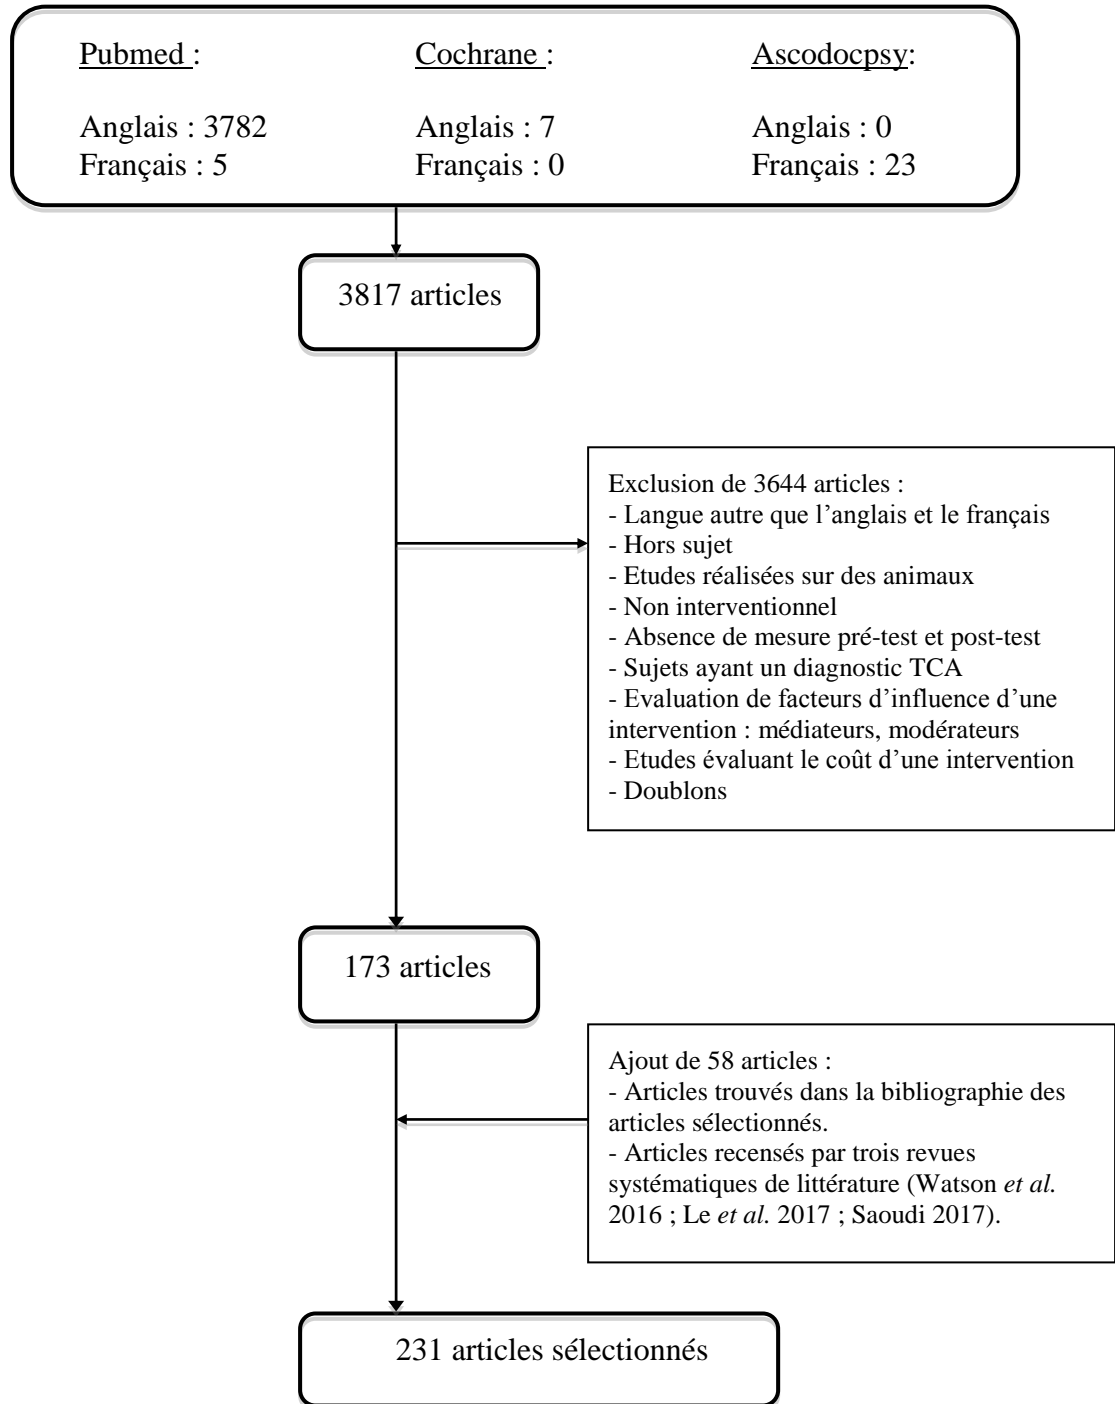 Pubmed : Cochrane : Ascodocpsy:
Anglais : 3782 Anglais : 7 Anglais : 0
Français : 5 Français : 0 Français : 23
3817 articles
Exclusion de 3644 articles :
- Langue autre que l’anglais et le français
- Hors sujet
- Etudes réalisées sur des animaux
- Non interventionnel
- Absence de mesure pré-test et post-test
- Sujets ayant un diagnostic TCA
- Evaluation de facteurs d’influence d’une
intervention : médiateurs, modérateurs
- Etudes évaluant le coût d’une intervention
- Doublons
173 articles
Ajout de 58 articles :
- Articles trouvés dans la bibliographie des
articles sélectionnés.
- Articles recensés par trois revues
systématiques de littérature (Watson et al.
2016 ; Le et al. 2017 ; Saoudi 2017).
231 articles sélectionnés